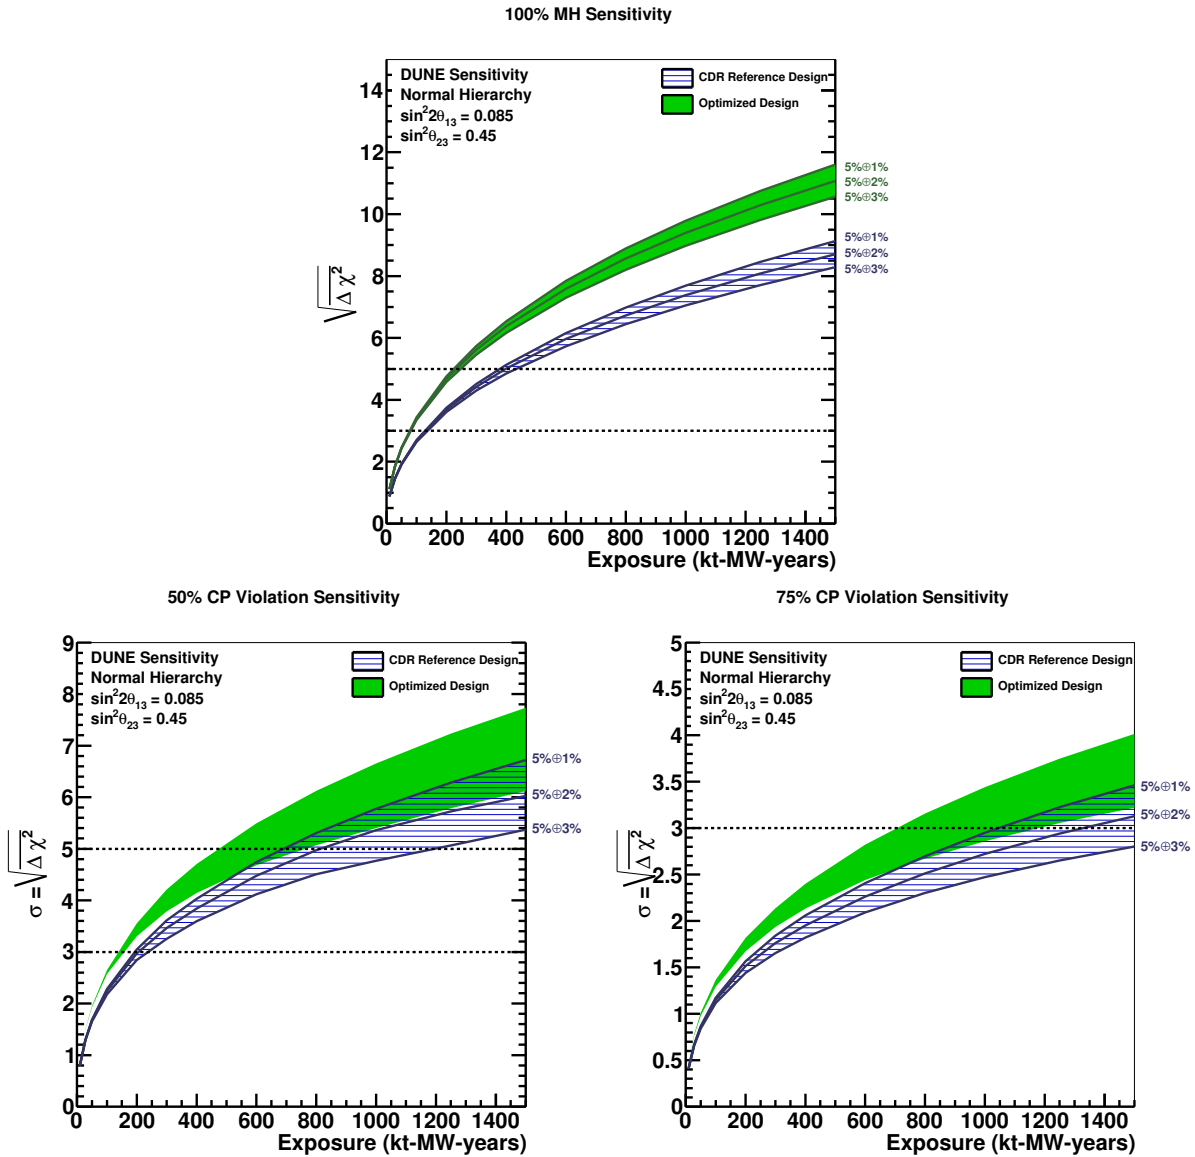 100% MH Sensitivity
DUNE Sensitivity
Normal Hierarchy
sin²2θ₁₃ = 0.085
sin²θ₂₃ = 0.45
CDR Reference Design
Optimized Design
14
12
10
8
6
4
2
0
√Δχ²
5%⊕1%
5%⊕2%
5%⊕3%
5%⊕1%
5%⊕2%
5%⊕3%
0 200 400 600 800 1000 1200 1400
Exposure (kt-MW-years)
50% CP Violation Sensitivity
DUNE Sensitivity
Normal Hierarchy
sin²2θ₁₃ = 0.085
sin²θ₂₃ = 0.45
CDR Reference Design
Optimized Design
9
8
7
6
5
4
3
2
1
0
σ = √Δχ²
5%⊕1%
5%⊕2%
5%⊕3%
0 200 400 600 800 1000 1200 1400
Exposure (kt-MW-years)
75% CP Violation Sensitivity
DUNE Sensitivity
Normal Hierarchy
sin²2θ₁₃ = 0.085
sin²θ₂₃ = 0.45
CDR Reference Design
Optimized Design
5
4.5
4
3.5
3
2.5
2
1.5
1
0.5
0
σ = √Δχ²
5%⊕1%
5%⊕2%
5%⊕3%
0 200 400 600 800 1000 1200 1400
Exposure (kt-MW-years)